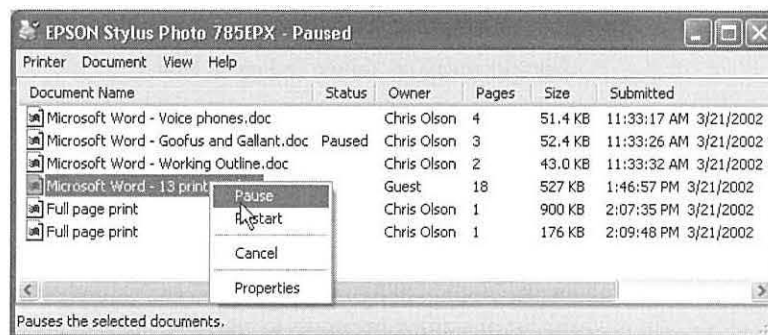 EPSON Stylus Photo 785EPX - Paused
Printer Document View Help
Document Name Status Owner Pages Size Submitted
Microsoft Word - Voice phones.doc Chris Olson 4 51.4 KB 11:33:17 AM 3/21/2002
Microsoft Word - Goofus and Gallant.doc Paused Chris Olson 3 52.4 KB 11:33:26 AM 3/21/2002
Microsoft Word - Working Outline.doc Chris Olson 2 43.0 KB 11:33:32 AM 3/21/2002
Microsoft Word - 13 print Guest 18 527 KB 1:46:57 PM 3/21/2002
Pause
Full page print Chris Olson 1 900 KB 2:07:35 PM 3/21/2002
Restart
Full page print Chris Olson 1 176 KB 2:09:48 PM 3/21/2002
Cancel
Properties
Pauses the selected documents.